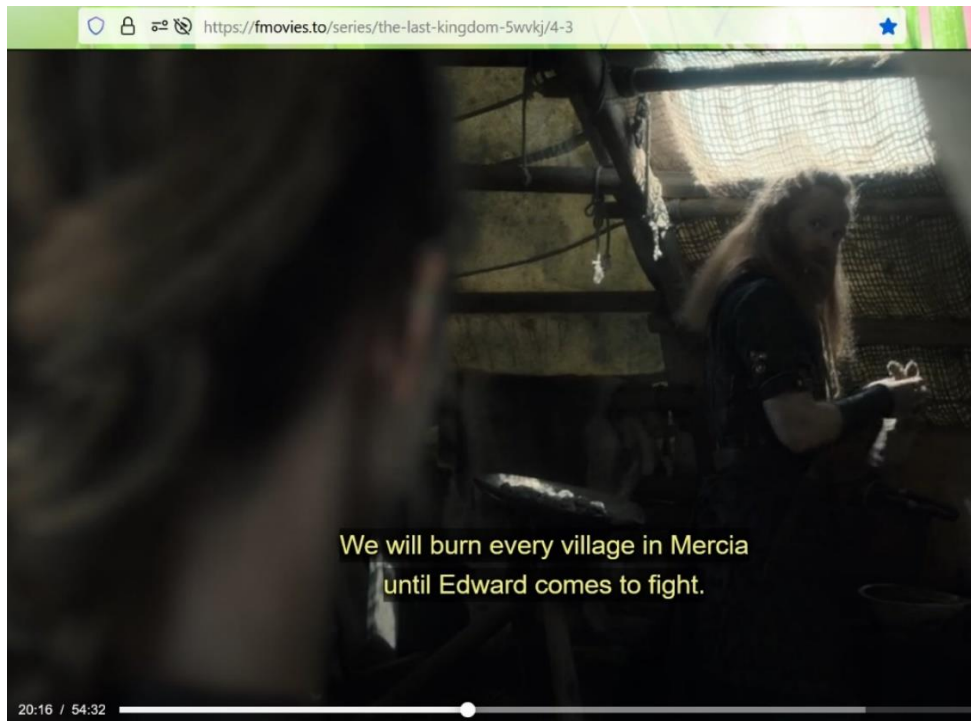 https://fmovies.to/series/the-last-kingdom-5wvkj/4-3
We will burn every village in Mercia
until Edward comes to fight.
20:16 / 54:32